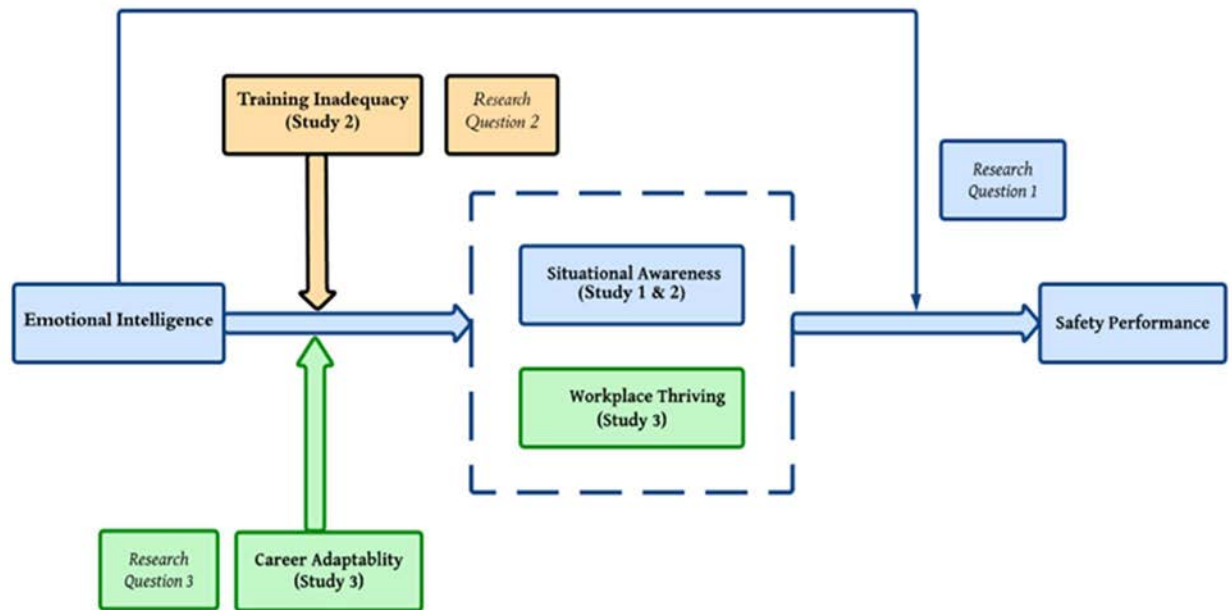 Training Inadequacy
(Study 2)
Research
Question 2
Research
Question 1
Situational Awareness
(Study 1 & 2)
Emotional Intelligence
Safety Performance
Workplace Thriving
(Study 3)
Research
Question 3
Career Adaptablity
(Study 3)